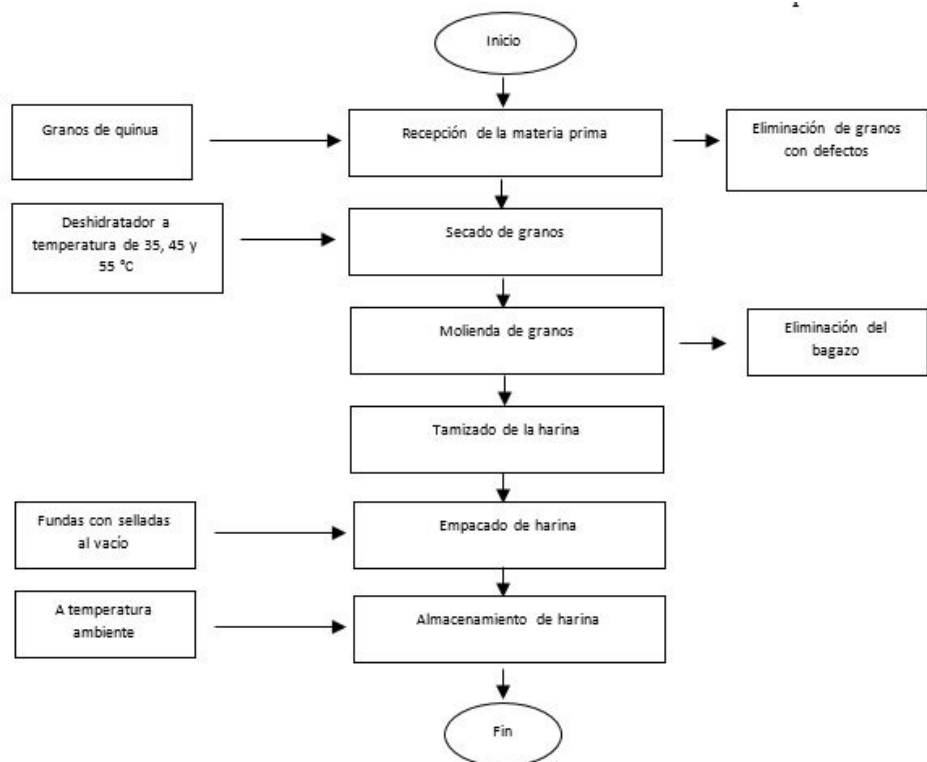 Inicio
Granos de quinua
Recepción de la materia prima
Eliminación de granos
con defectos
Deshidratador a
temperatura de 35, 45 y
55 °C
Secado de granos
Molienda de granos
Eliminación del
bagazo
Tamizado de la harina
Fundas con selladas
al vacío
Empacado de harina
A temperatura
ambiente
Almacenamiento de harina
Fin